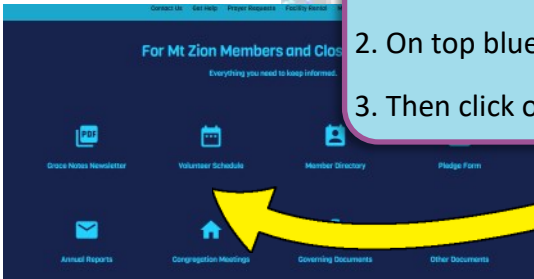 Contact Us Get Help Prayer Requests Facility Rental
2. On top blue
3. Then click
For Mt Zion Members and Clos
Everything you need to keep informed.
PDF
Grace Notes Newsletter Volunteer Schedule Member Directory Pledge Form
Annual Reports Congregation Meetings Governing Documents Other Documents